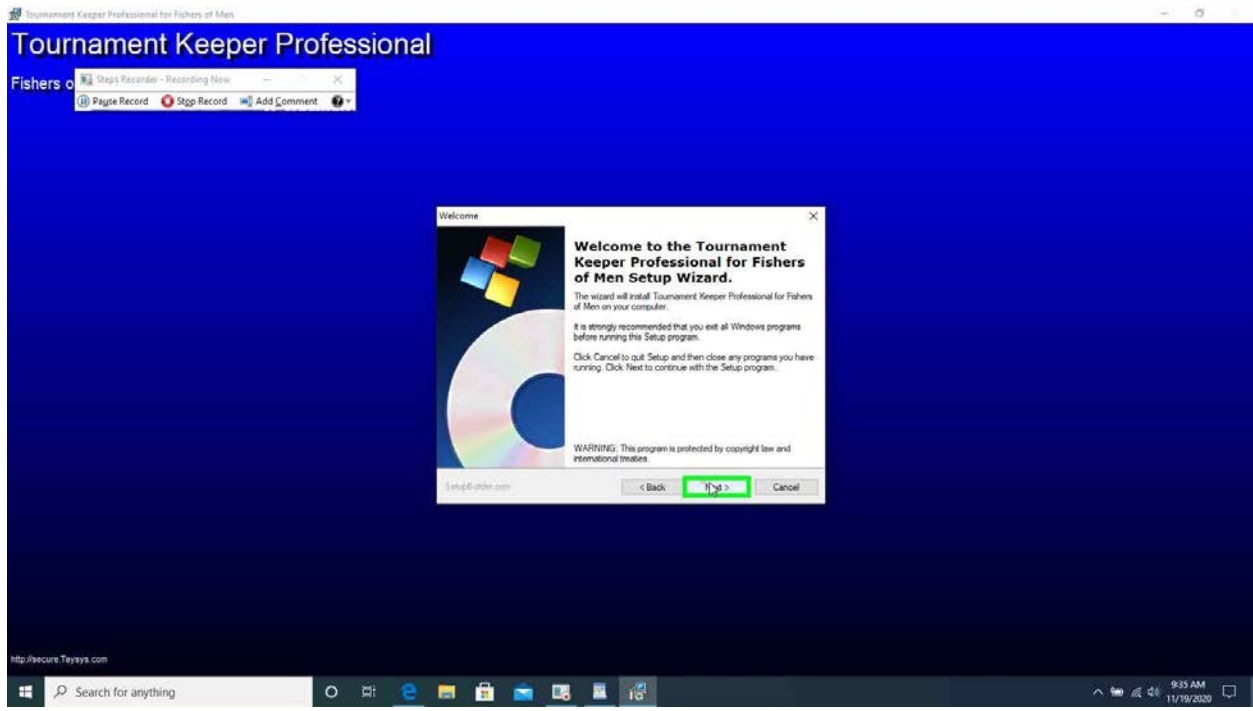 Tournament Keeper Professional for Fishers of Men
Tournament Keeper Professional
Fishers o
Steps Recorder - Recording Now
Pause Record Stop Record Add Comment
Welcome
Welcome to the Tournament
Keeper Professional for Fishers
of Men Setup Wizard.
The wizard will install Tournament Keeper Professional for Fishers
of Men on your computer.
It is strongly recommended that you exit all Windows programs
before running this Setup program.
Click Cancel to quit Setup and then close any programs you have
running. Click Next to continue with the Setup program.
WARNING: This program is protected by copyright law and
international treaties.
SetupBuilder.com
< Back Next > Cancel
http://secure.Taysys.com
Search for anything
9:35 AM
11/19/2020